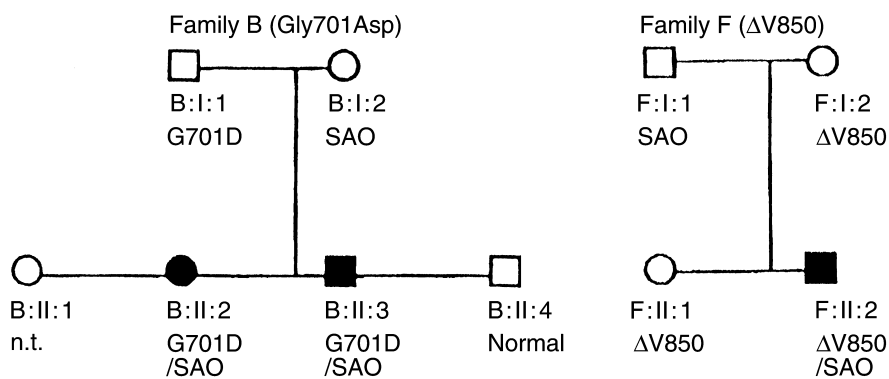 Family B (Gly701Asp)
B:I:1
G701D
B:I:2
SAO
B:II:1
n.t.
B:II:2
G701D
/SAO
B:II:3
G701D
/SAO
B:II:4
Normal
Family F (ΔV850)
F:I:1
SAO
F:I:2
ΔV850
F:II:1
ΔV850
F:II:2
ΔV850
/SAO